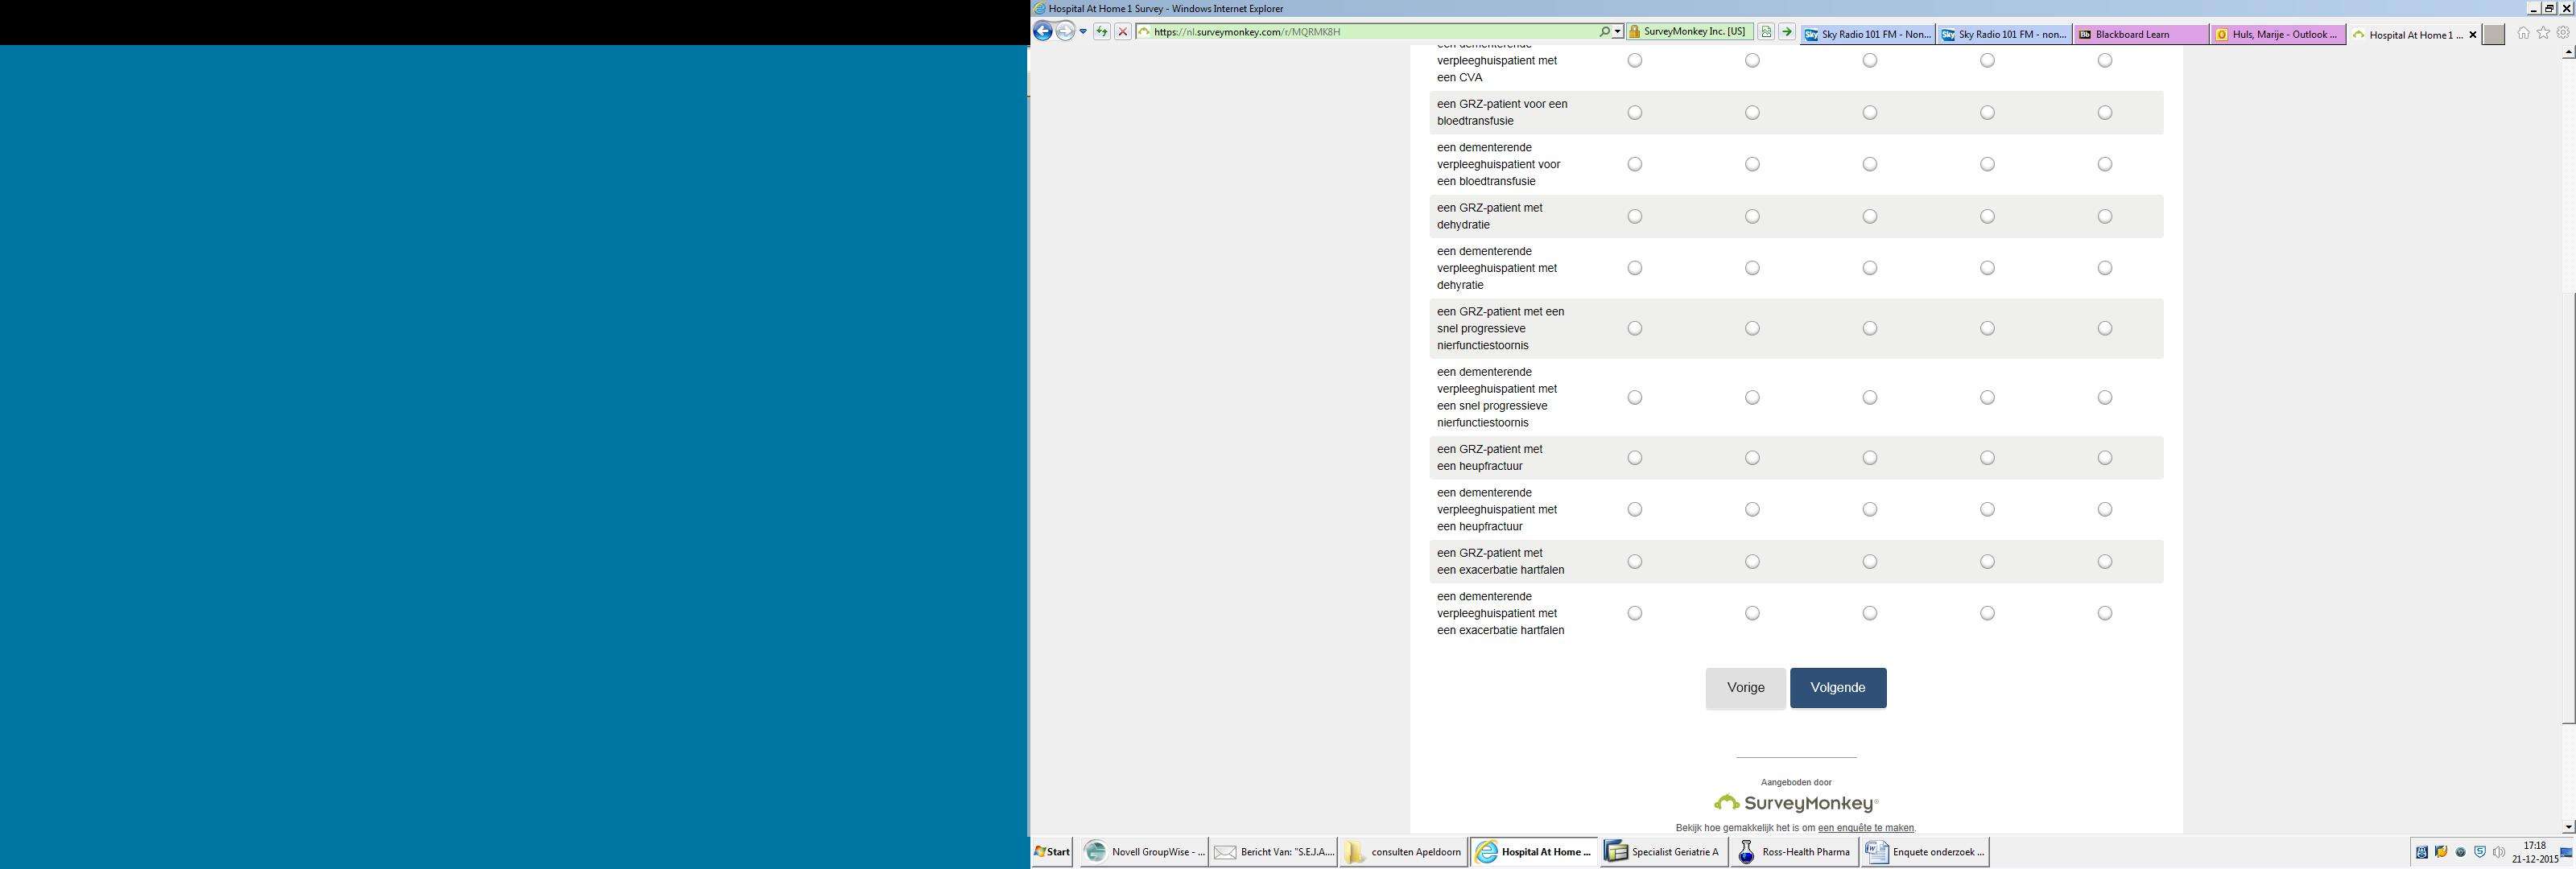 Hospital At Home 1 Survey - Windows Internet Explorer
https://nl.surveymonkey.com/r/MQRMK8H
SurveyMonkey Inc. [US]
Sky Radio 101 FM - Non...
Sky Radio 101 FM - non...
Blackboard Learn
Huls, Marije - Outlook ...
Hospital At Home 1 ...
een dementerende
verpleeghuispatient met
een CVA
een GRZ-patient voor een
bloedtransfusie
een dementerende
verpleeghuispatient voor
een bloedtransfusie
een GRZ-patient met
dehydratie
een dementerende
verpleeghuispatient met
dehyratie
een GRZ-patient met een
snel progressieve
nierfunctiestoornis
een dementerende
verpleeghuispatient met
een snel progressieve
nierfunctiestoornis
een GRZ-patient met
een heupfractuur
een dementerende
verpleeghuispatient met
een heupfractuur
een GRZ-patient met
een exacerbatie hartfalen
een dementerende
verpleeghuispatient met
een exacerbatie hartfalen
Vorige
Volgende
Aangeboden door
SurveyMonkey®
Bekijk hoe gemakkelijk het is om een enquête te maken.
Start
Novell GroupWise - ...
Bericht Van: "S.E.J.A....
consulten Apeldoorn
Hospital At Home ...
Specialist Geriatrie A
Ross-Health Pharma
Enquete onderzoek ...
17:18
21-12-2015